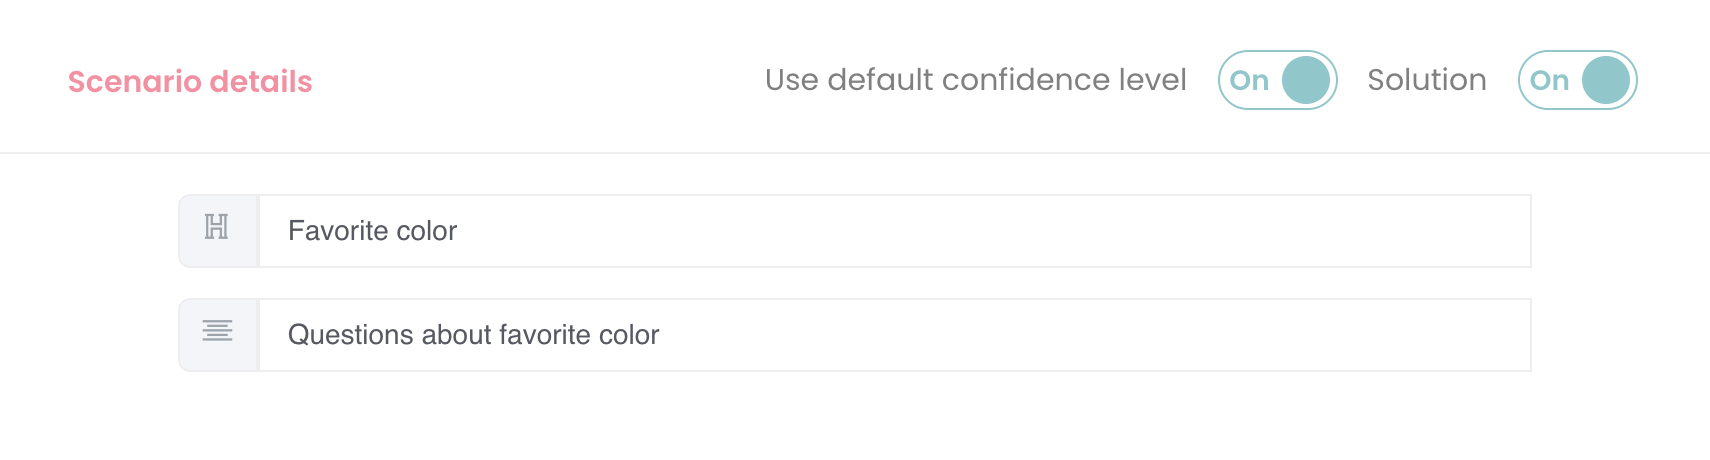 Scenario details
Use default confidence level On Solution On
Favorite color
Questions about favorite color